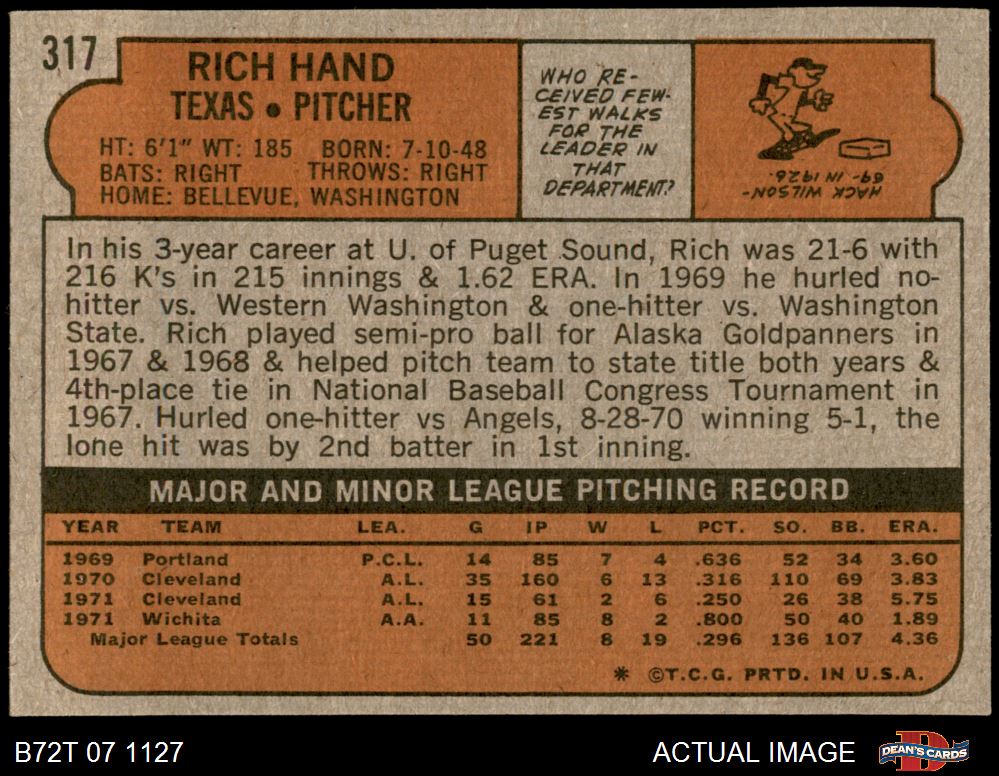 317
RICH HAND
TEXAS • PITCHER
HT: 6'1" WT: 185 BORN: 7-10-48
BATS: RIGHT THROWS: RIGHT
HOME: BELLEVUE, WASHINGTON
WHO RE-
CEIVED FEW-
EST WALKS
FOR THE
LEADER IN
THAT
DEPARTMENT?
HACK WILSON-
69- IN 1926.
In his 3-year career at U. of Puget Sound, Rich was 21-6 with
216 K's in 215 innings & 1.62 ERA. In 1969 he hurled no-
hitter vs. Western Washington & one-hitter vs. Washington
State. Rich played semi-pro ball for Alaska Goldpanners in
1967 & 1968 & helped pitch team to state title both years &
4th-place tie in National Baseball Congress Tournament in
1967. Hurled one-hitter vs Angels, 8-28-70 winning 5-1, the
lone hit was by 2nd batter in 1st inning.
MAJOR AND MINOR LEAGUE PITCHING RECORD
YEAR TEAM LEA. G IP W L PCT. SO. BB. ERA.
1969 Portland P.C.L. 14 85 7 4 .636 52 34 3.60
1970 Cleveland A.L. 35 160 6 13 .316 110 69 3.83
1971 Cleveland A.L. 15 61 2 6 .250 26 38 5.75
1971 Wichita A.A. 11 85 8 2 .800 50 40 1.89
Major League Totals 50 221 8 19 .296 136 107 4.36
* ©T.C.G. PRTD. IN U.S.A.
B72T 07 1127
ACTUAL IMAGE
DEAN'S CARDS